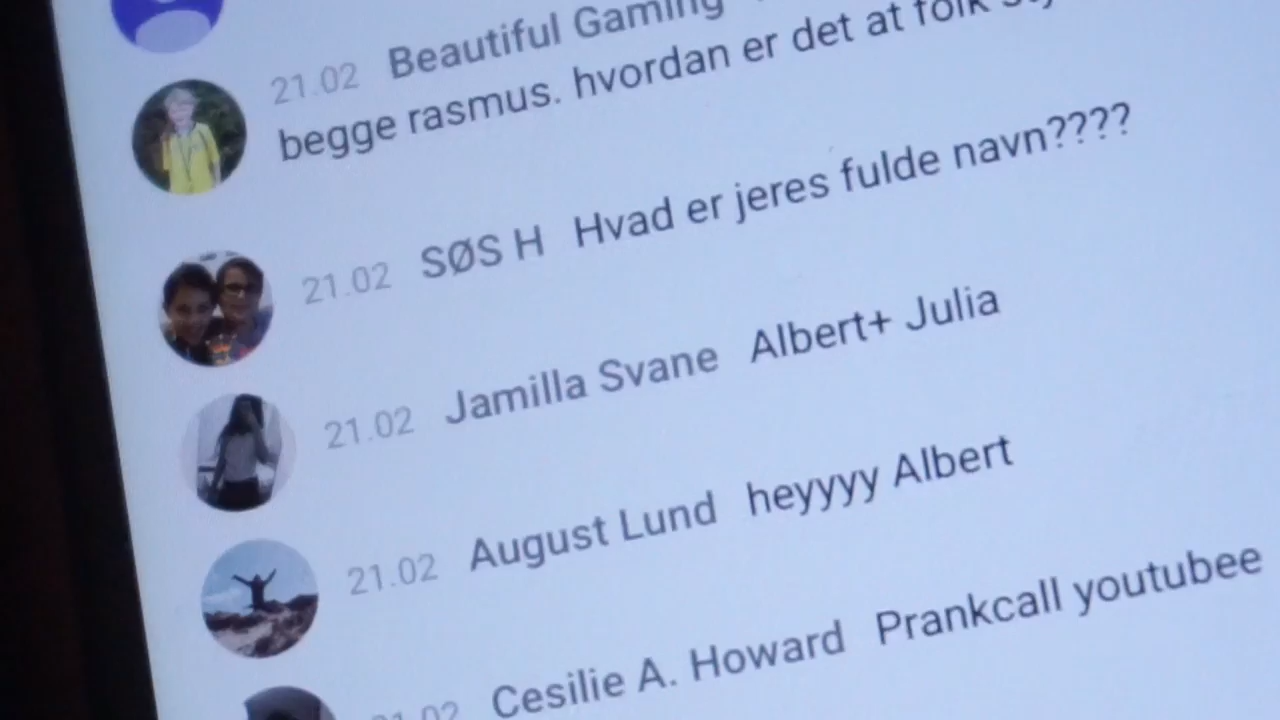 21.02 Beautiful Gaming
begge rasmus. hvordan er det at folk
21.02 SØS H Hvad er jeres fulde navn????
21.02 Jamilla Svane Albert+ Julia
21.02 August Lund heyyyy Albert
21.02 Cesilie A. Howard Prankcall youtubee